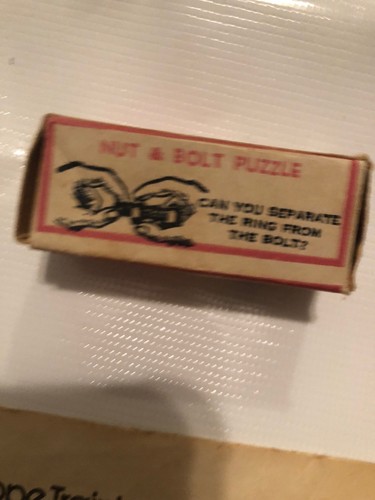 NUT & BOLT PUZZLE
CAN YOU SEPARATE
THE RING FROM
THE BOLT?